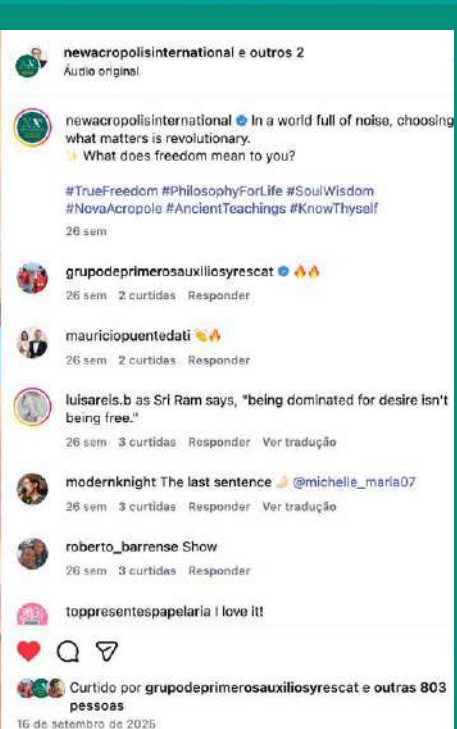 newacropolisinternational e outros 2
Áudio original
newacropolisinternational In a world full of noise, choosing
what matters is revolutionary.
✨ What does freedom mean to you?
#TrueFreedom #PhilosophyForLife #SoulWisdom
#NovaAcropole #AncientTeachings #KnowThyself
26 sem
grupodeprimerosauxiliosyrescat 🔥🔥
26 sem 2 curtidas Responder
mauriciopuentedati 👏🔥
26 sem 2 curtidas Responder
luisareis.b as Sri Ram says, "being dominated for desire isn't
being free."
26 sem 3 curtidas Responder Ver tradução
modernknight The last sentence 🤌 @michelle_maria07
26 sem 3 curtidas Responder Ver tradução
roberto_barrense Show
26 sem 3 curtidas Responder
toppresentespapelaria I love it!
Curtido por grupodeprimerosauxiliosyrescat e outras 803
pessoas
16 de setembro de 2025